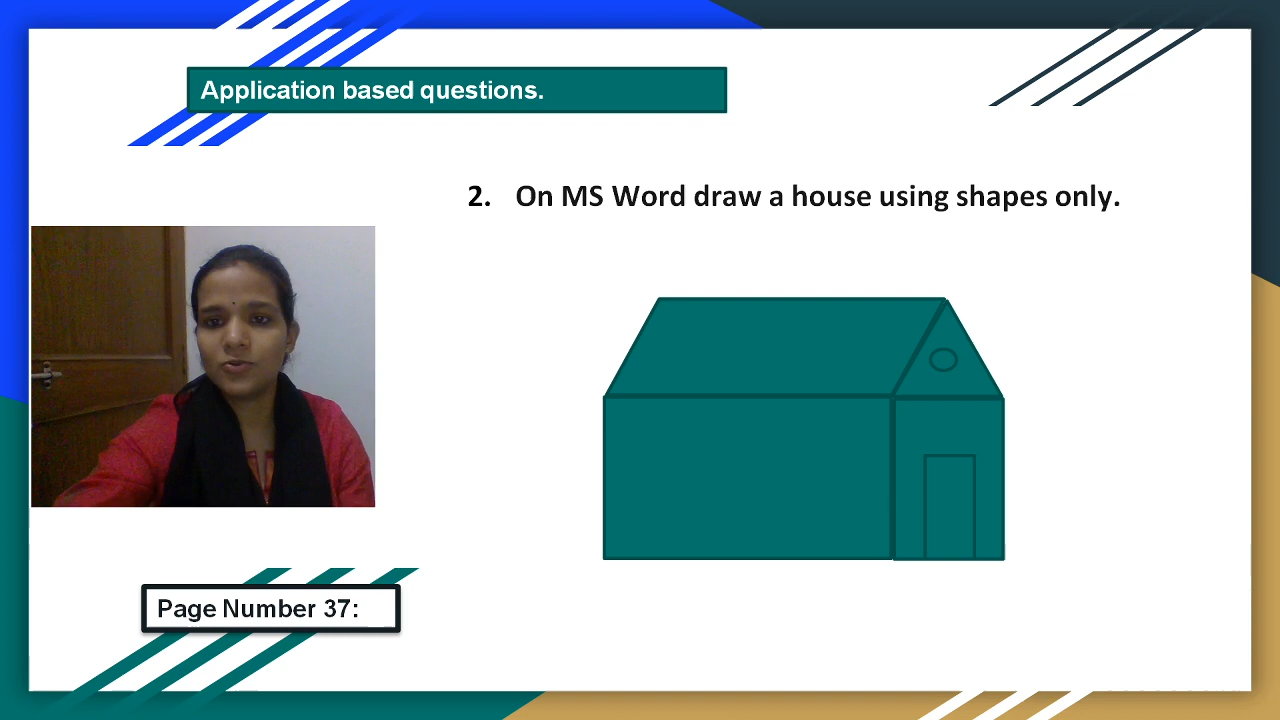 Application based questions.
2. On MS Word draw a house using shapes only.
Page Number 37: